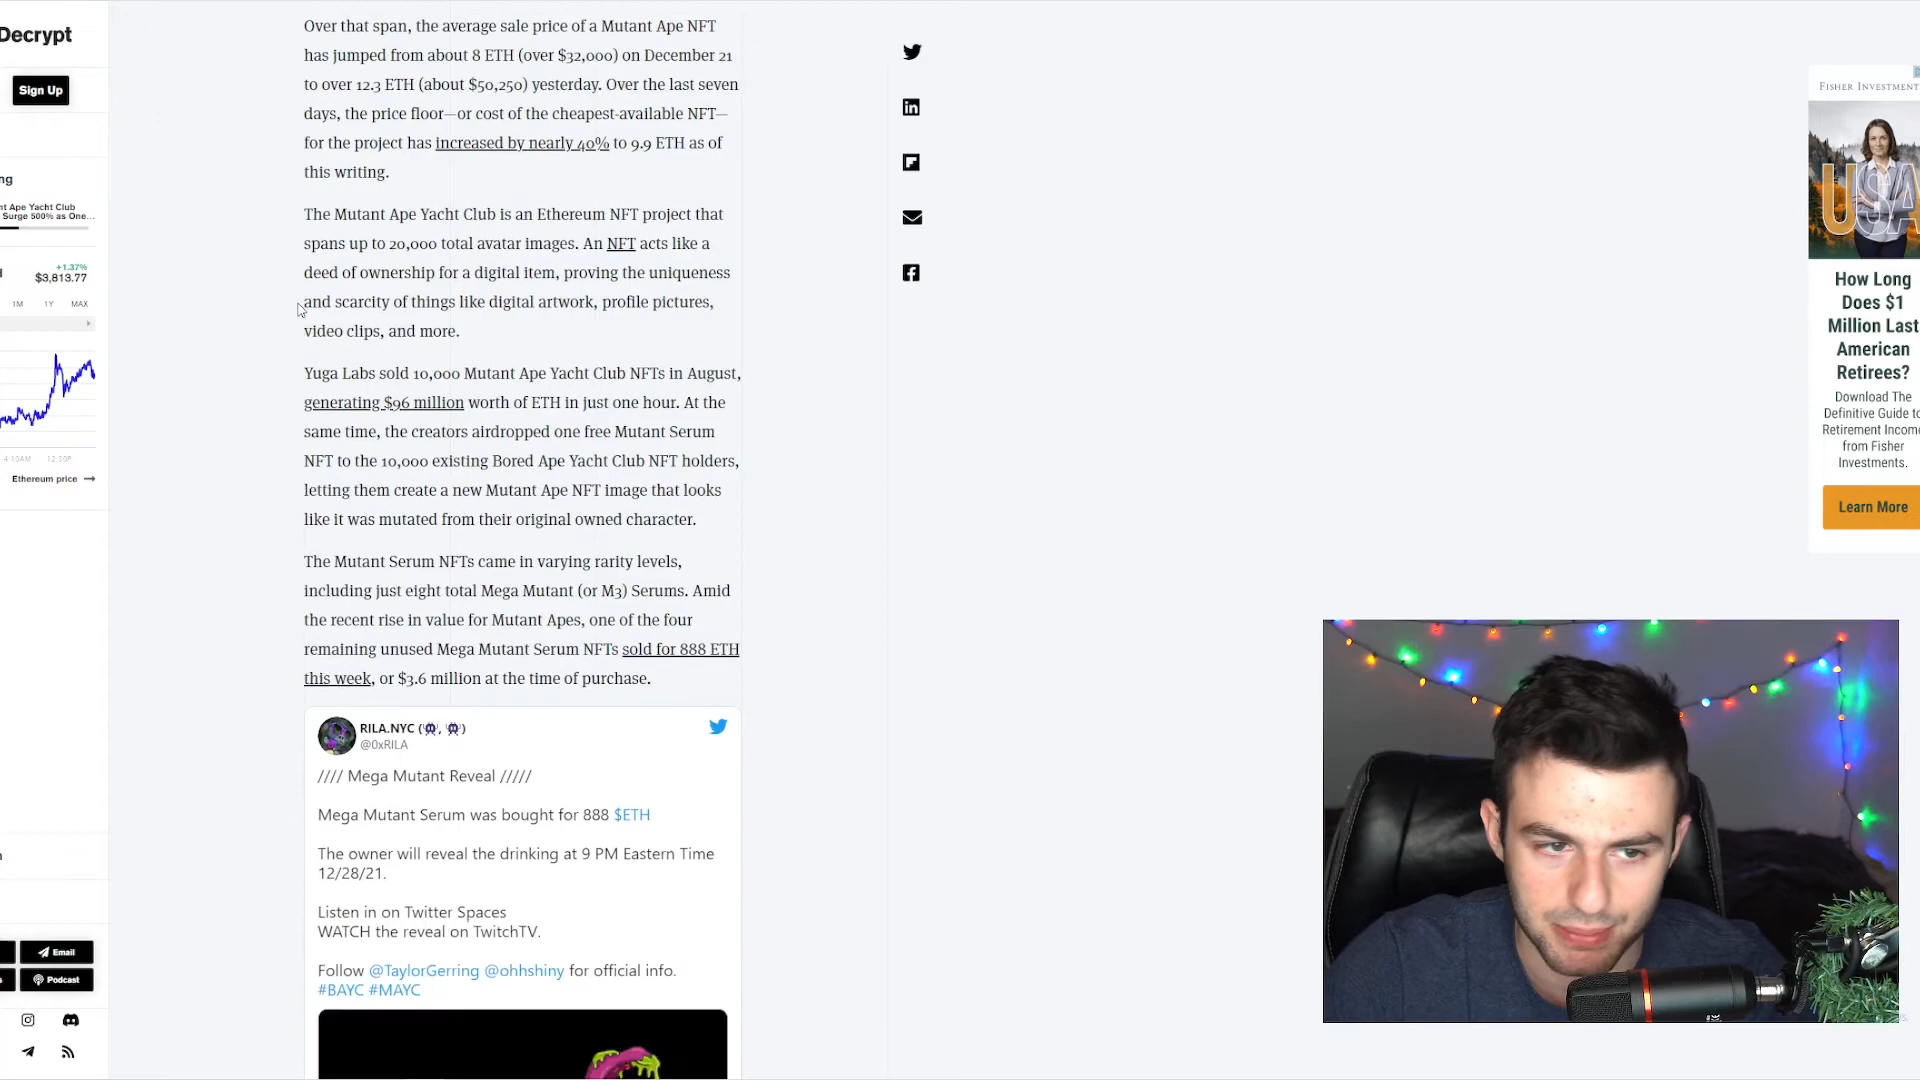 Decrypt
Sign Up
ng
nt Ape Yacht Club
Surge 500% as One...
+1.37%
$3,813.77
1M 1Y MAX
4:10AM 12:30PM
Ethereum price →
Email
Podcast
Over that span, the average sale price of a Mutant Ape NFT
has jumped from about 8 ETH (over $32,000) on December 21
to over 12.3 ETH (about $50,250) yesterday. Over the last seven
days, the price floor—or cost of the cheapest-available NFT—
for the project has increased by nearly 40% to 9.9 ETH as of
this writing.
The Mutant Ape Yacht Club is an Ethereum NFT project that
spans up to 20,000 total avatar images. An NFT acts like a
deed of ownership for a digital item, proving the uniqueness
and scarcity of things like digital artwork, profile pictures,
video clips, and more.
Yuga Labs sold 10,000 Mutant Ape Yacht Club NFTs in August,
generating $96 million worth of ETH in just one hour. At the
same time, the creators airdropped one free Mutant Serum
NFT to the 10,000 existing Bored Ape Yacht Club NFT holders,
letting them create a new Mutant Ape NFT image that looks
like it was mutated from their original owned character.
The Mutant Serum NFTs came in varying rarity levels,
including just eight total Mega Mutant (or M3) Serums. Amid
the recent rise in value for Mutant Apes, one of the four
remaining unused Mega Mutant Serum NFTs sold for 888 ETH
this week, or $3.6 million at the time of purchase.
RILA.NYC (👾, 👾)
@0xRILA
//// Mega Mutant Reveal /////
Mega Mutant Serum was bought for 888 $ETH
The owner will reveal the drinking at 9 PM Eastern Time
12/28/21.
Listen in on Twitter Spaces
WATCH the reveal on TwitchTV.
Follow @TaylorGerring @ohhshiny for official info.
#BAYC #MAYC
FISHER INVESTMENT
USA
How Long
Does $1
Million Last
American
Retirees?
Download The
Definitive Guide to
Retirement Income
from Fisher
Investments.
Learn More